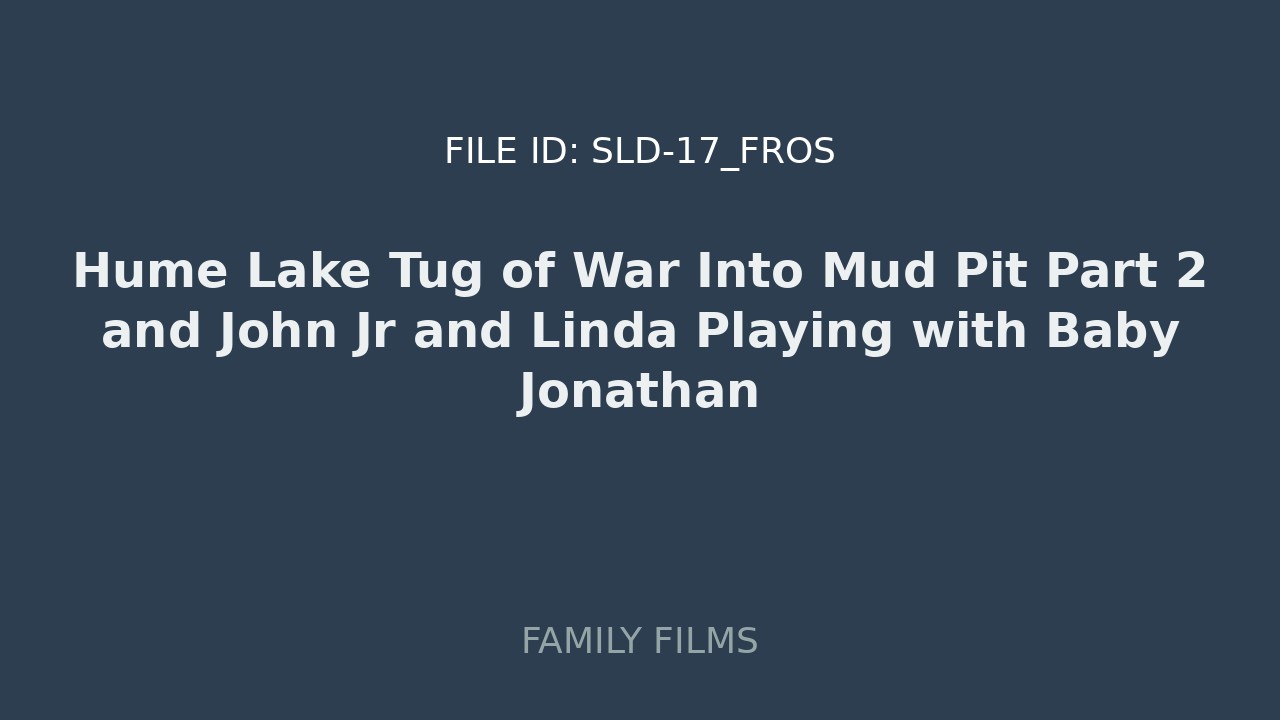 FILE ID: SLD-17_FROS
Hume Lake Tug of War Into Mud Pit Part 2
and John Jr and Linda Playing with Baby
Jonathan
FAMILY FILMS